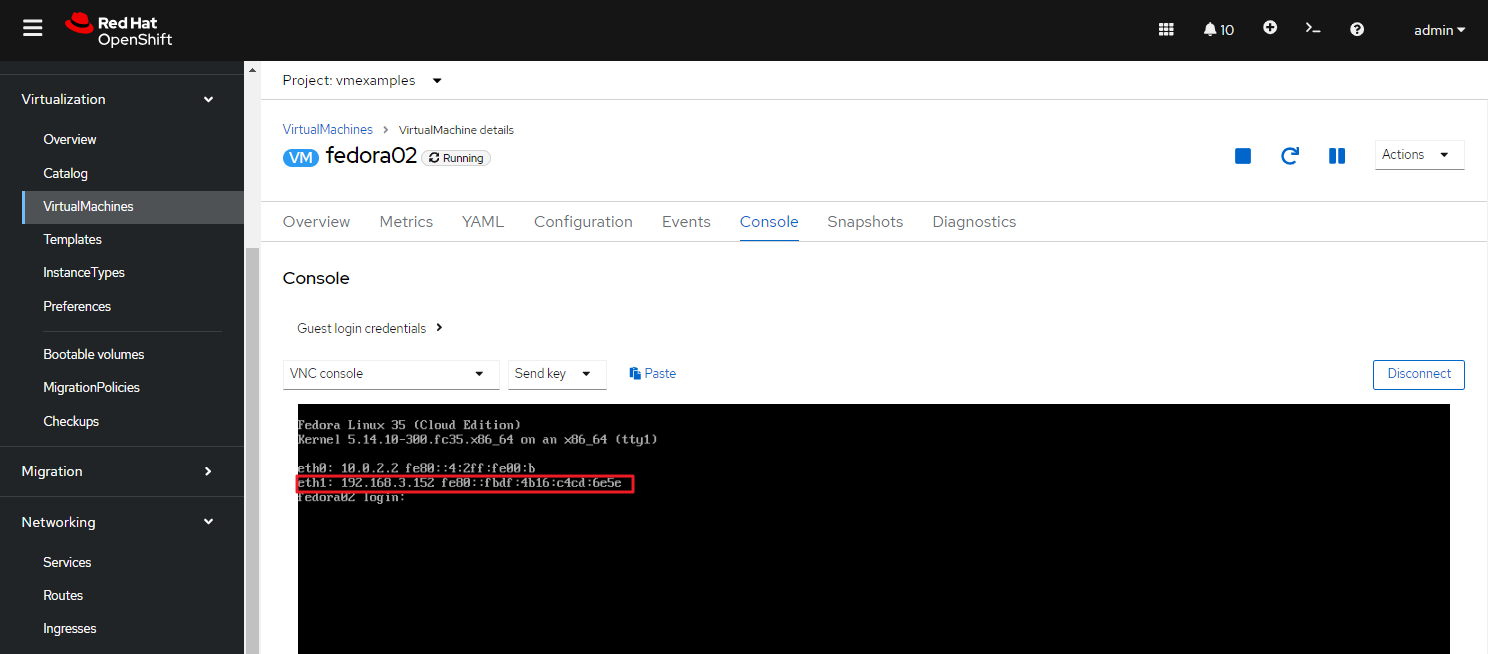 Red Hat
OpenShift
10
admin
Virtualization
Overview
Catalog
VirtualMachines
Templates
InstanceTypes
Preferences
Bootable volumes
MigrationPolicies
Checkups
Migration
Networking
Services
Routes
Ingresses
Project: vmexamples
VirtualMachines > VirtualMachine details
VM fedora02 Running
Actions
Overview Metrics YAML Configuration Events Console Snapshots Diagnostics
Console
Guest login credentials
VNC console Send key Paste Disconnect
Fedora Linux 35 (Cloud Edition)
Kernel 5.14.10-300.fc35.x86_64 on an x86_64 (tty1)
eth0: 10.0.2.2 fe80::4:2ff:fe00:b
eth1: 192.168.3.152 fe80::fbdf:4b16:c4cd:6e5e
fedora02 login: